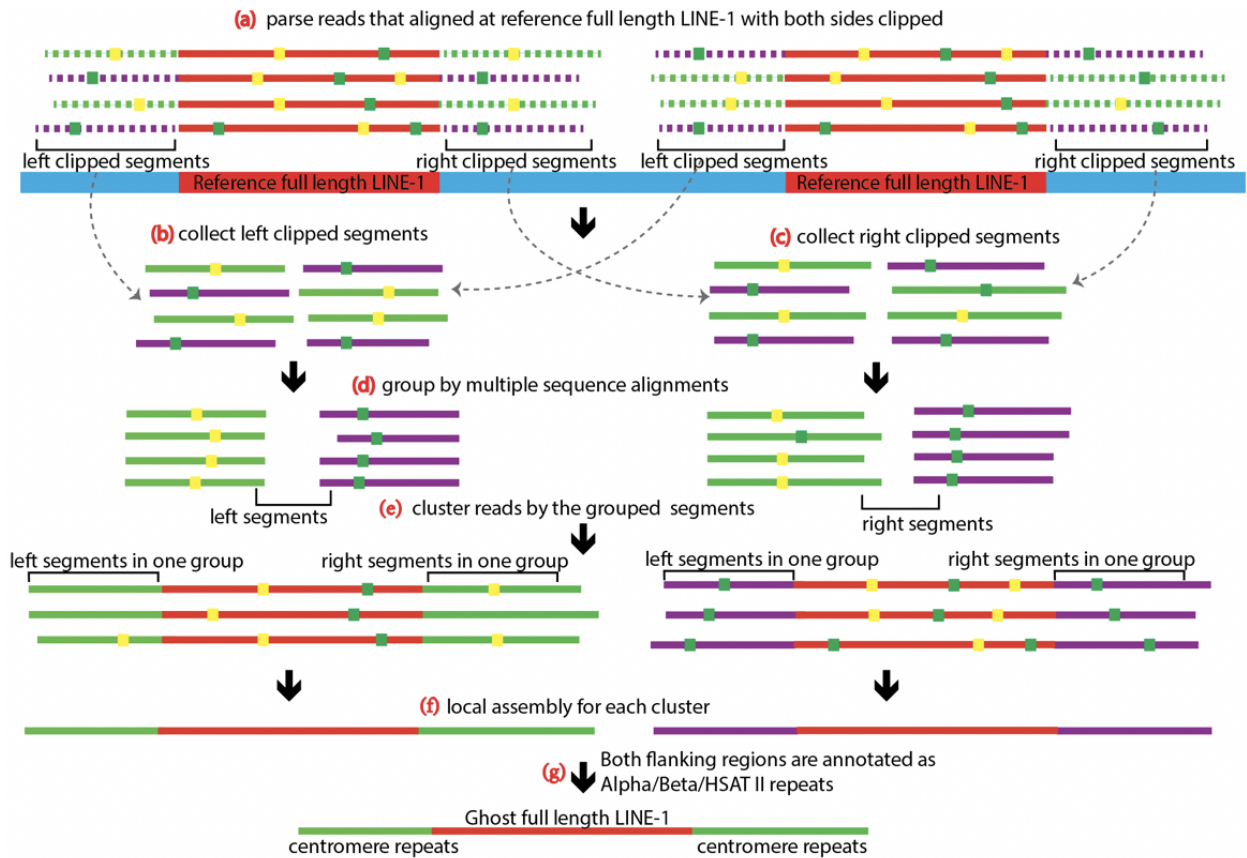 (a) parse reads that aligned at reference full length LINE-1 with both sides clipped
left clipped segments
right clipped segments
left clipped segments
right clipped segments
Reference full length LINE-1
Reference full length LINE-1
(b) collect left clipped segments
(c) collect right clipped segments
(d) group by multiple sequence alignments
left segments
right segments
(e) cluster reads by the grouped segments
left segments in one group
right segments in one group
left segments in one group
right segments in one group
(f) local assembly for each cluster
(g) Both flanking regions are annotated as
Alpha/Beta/HSAT II repeats
Ghost full length LINE-1
centromere repeats
centromere repeats